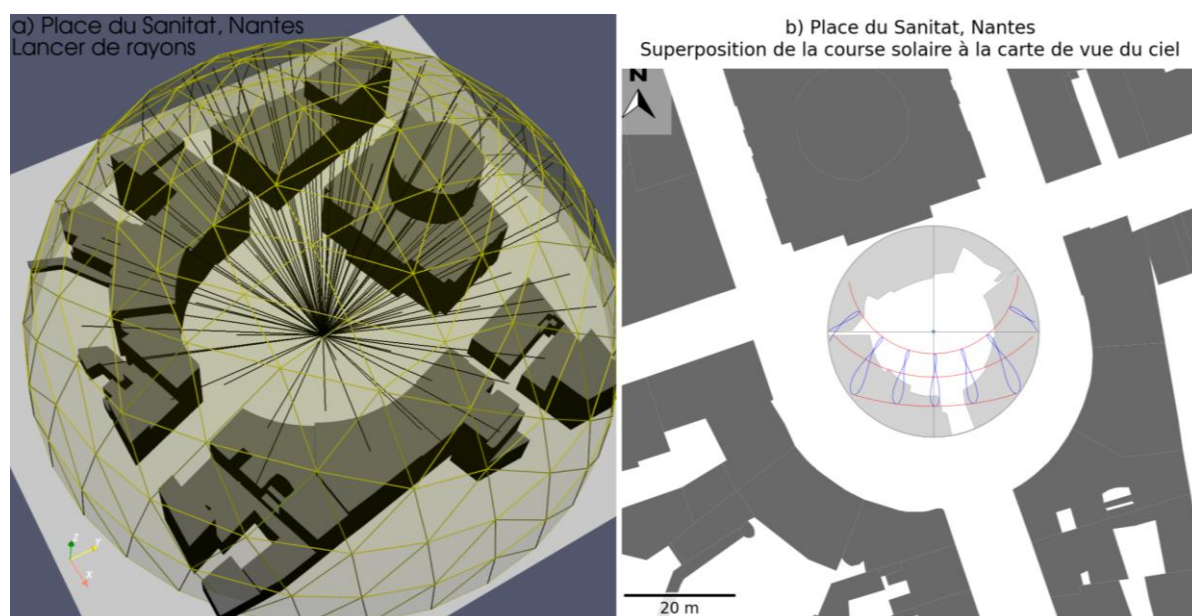 a) Place du Sanitat, Nantes
Lancer de rayons
Z
Y
X
b) Place du Sanitat, Nantes
Superposition de la course solaire à la carte de vue du ciel
N
20 m